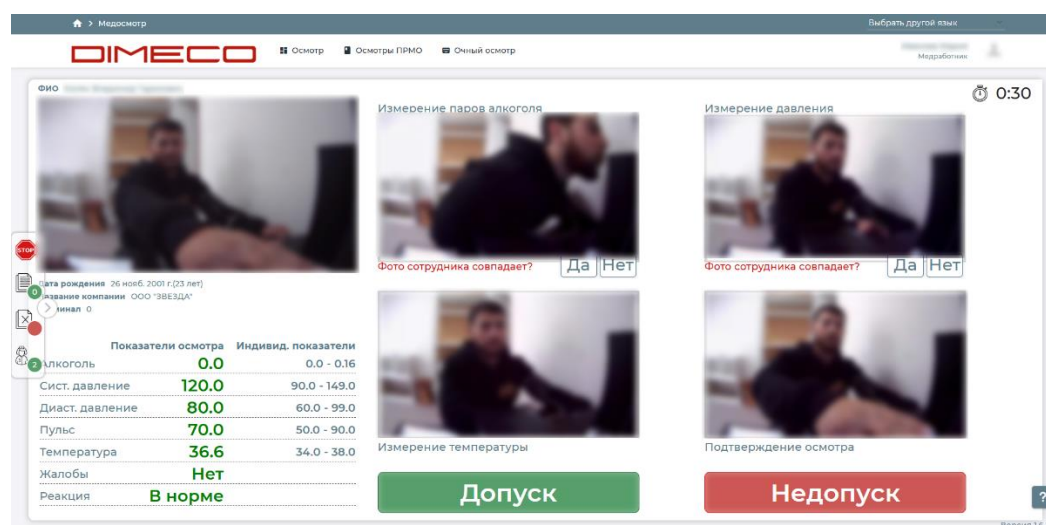 > Медосмотр
Выбрать другой язык
DIMECO
Осмотр
Осмотры ПРМО
Очный осмотр
Медработник
ФИО
0:30
Измерение паров алкоголя
Измерение давления
STOP
Фото сотрудника совпадает?
Да
Нет
Фото сотрудника совпадает?
Да
Нет
Дата рождения 26 нояб. 2001 г.(23 лет)
компании ООО "ЗВЕЗДА"
0
0
2
Показатели осмотра Индивид. показатели
Алкоголь 0.0 0.0 - 0.16
Сист. давление 120.0 90.0 - 149.0
Диаст. давление 80.0 60.0 - 99.0
Пульс 70.0 50.0 - 90.0
Температура 36.6 34.0 - 38.0
Жалобы Нет
Реакция В норме
Измерение температуры
Подтверждение осмотра
Допуск
Недопуск
?